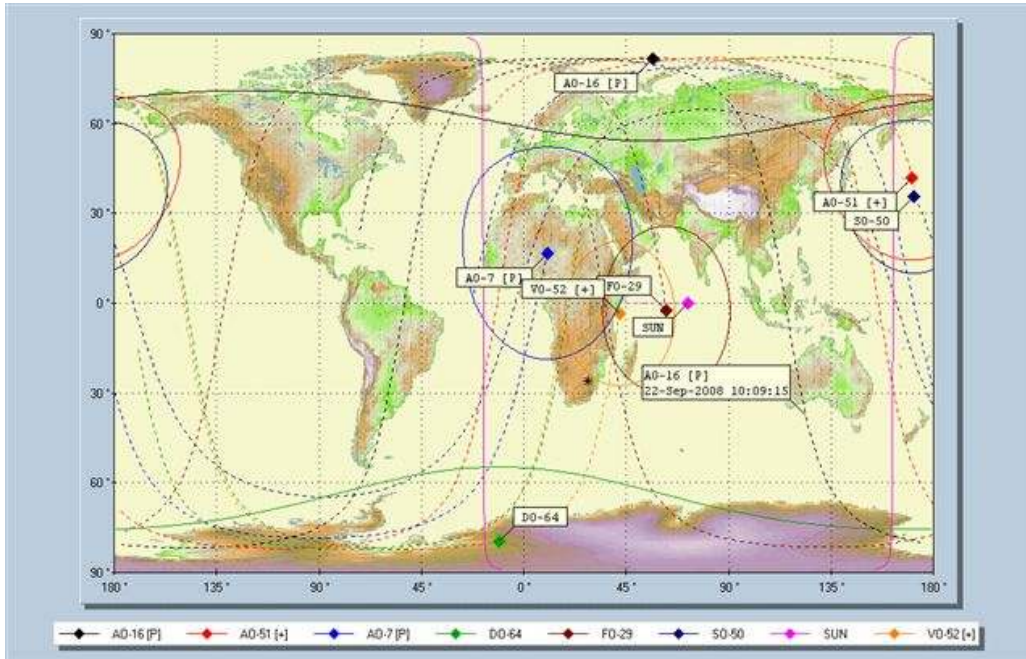 90°
60°
30°
0°
30°
60°
90°
180°
135°
90°
45°
0°
45°
90°
135°
180°
AO-16 [P]
AO-51 [+]
SO-50
AO-7 [P]
VO-52 [+]
FO-29
SUN
AO-16 [P]
22-Sep-2008 10:09:15
DO-64
AO-16 [P]
AO-51 [+]
AO-7 [P]
DO-64
FO-29
SO-50
SUN
VO-52 [+]